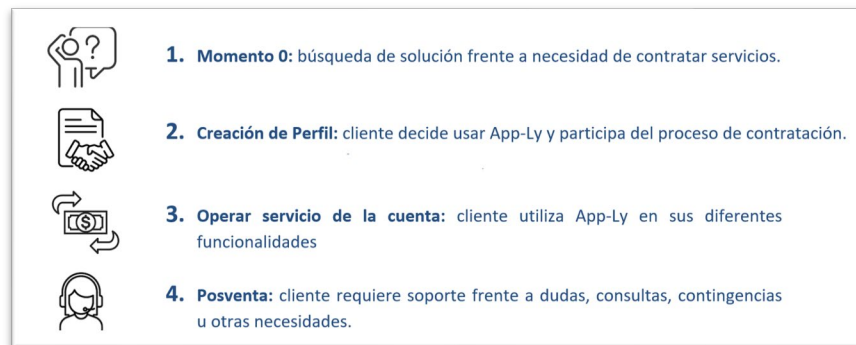 ?
1. Momento 0: búsqueda de solución frente a necesidad de contratar servicios.
2. Creación de Perfil: cliente decide usar App-Ly y participa del proceso de contratación.
$
3. Operar servicio de la cuenta: cliente utiliza App-Ly en sus diferentes
funcionalidades
4. Posventa: cliente requiere soporte frente a dudas, consultas, contingencias
u otras necesidades.